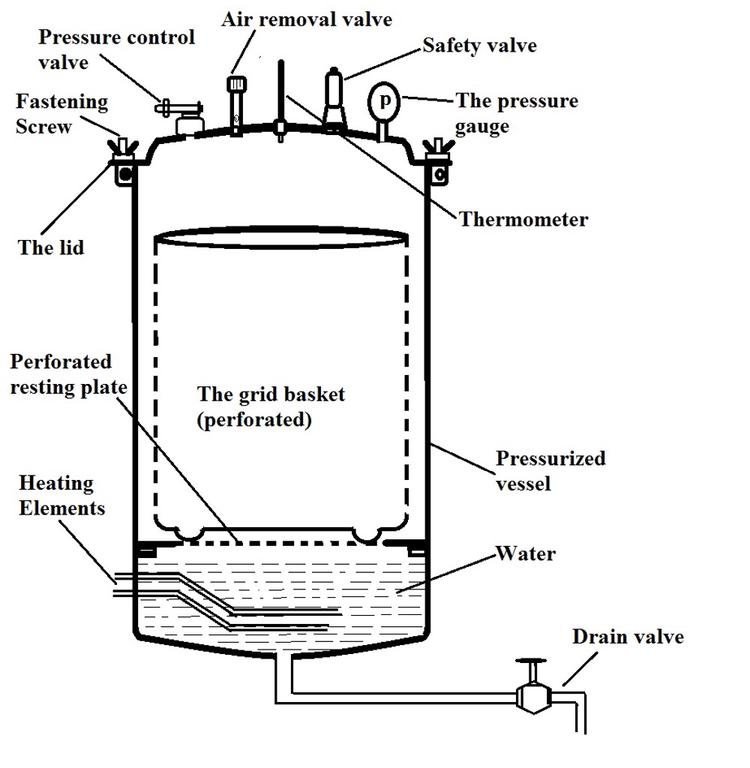 Air removal valve
Pressure control
valve
Safety valve
Fastening
Screw
P
The pressure
gauge
Thermometer
The lid
Perforated
resting plate
The grid basket
(perforated)
Pressurized
vessel
Heating
Elements
Water
Drain valve